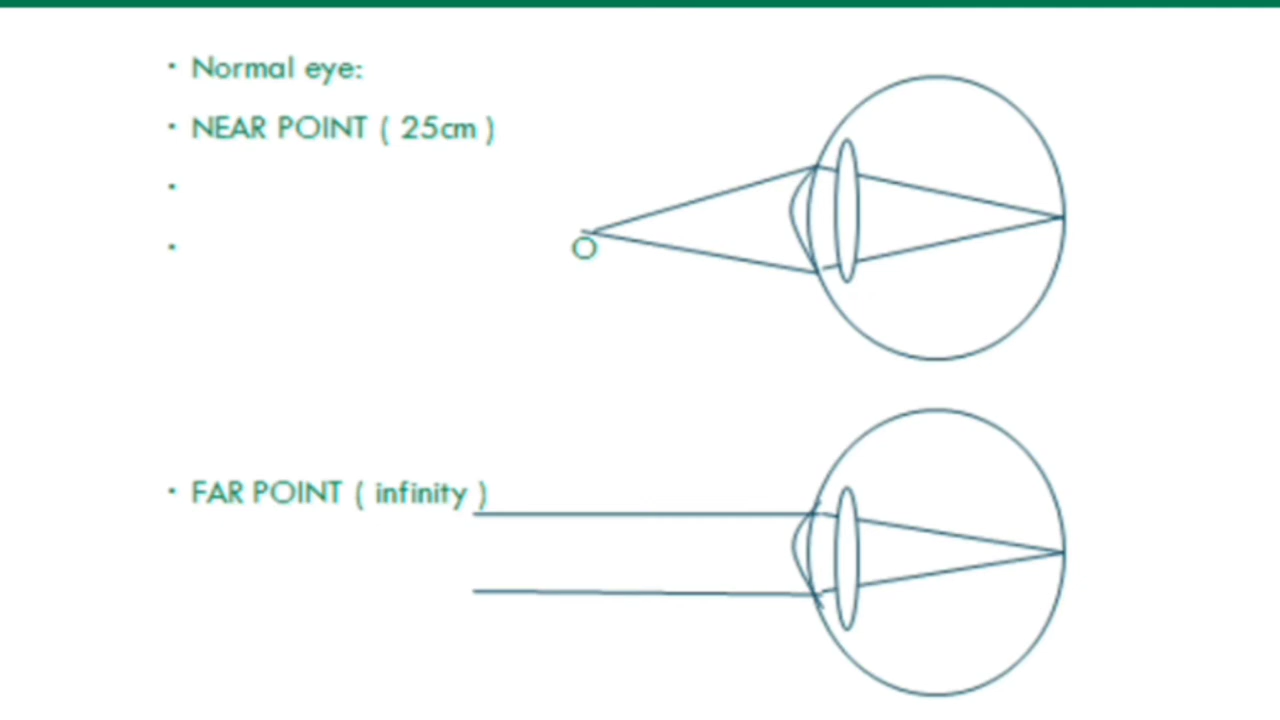 · Normal eye:
· NEAR POINT ( 25cm )
·
·
O
· FAR POINT ( infinity )